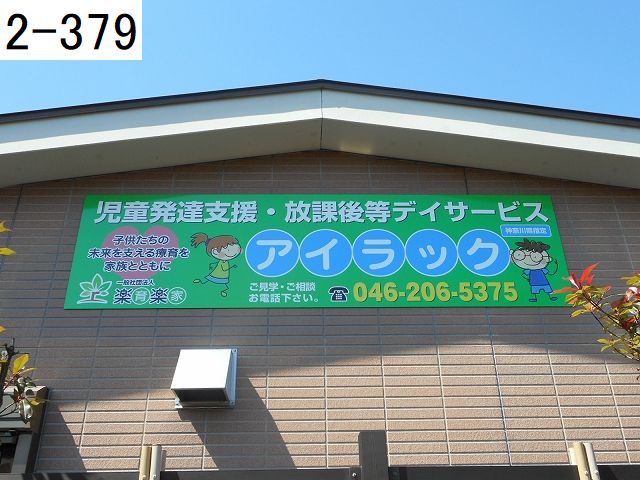 2-379
児童発達支援・放課後等デイサービス
神奈川県指定
子供たちの
未来を支える療育を
家族とともに
アイラック
一般社団法人
楽育楽家
ご見学・ご相談
お電話下さい。
☎046-206-5375